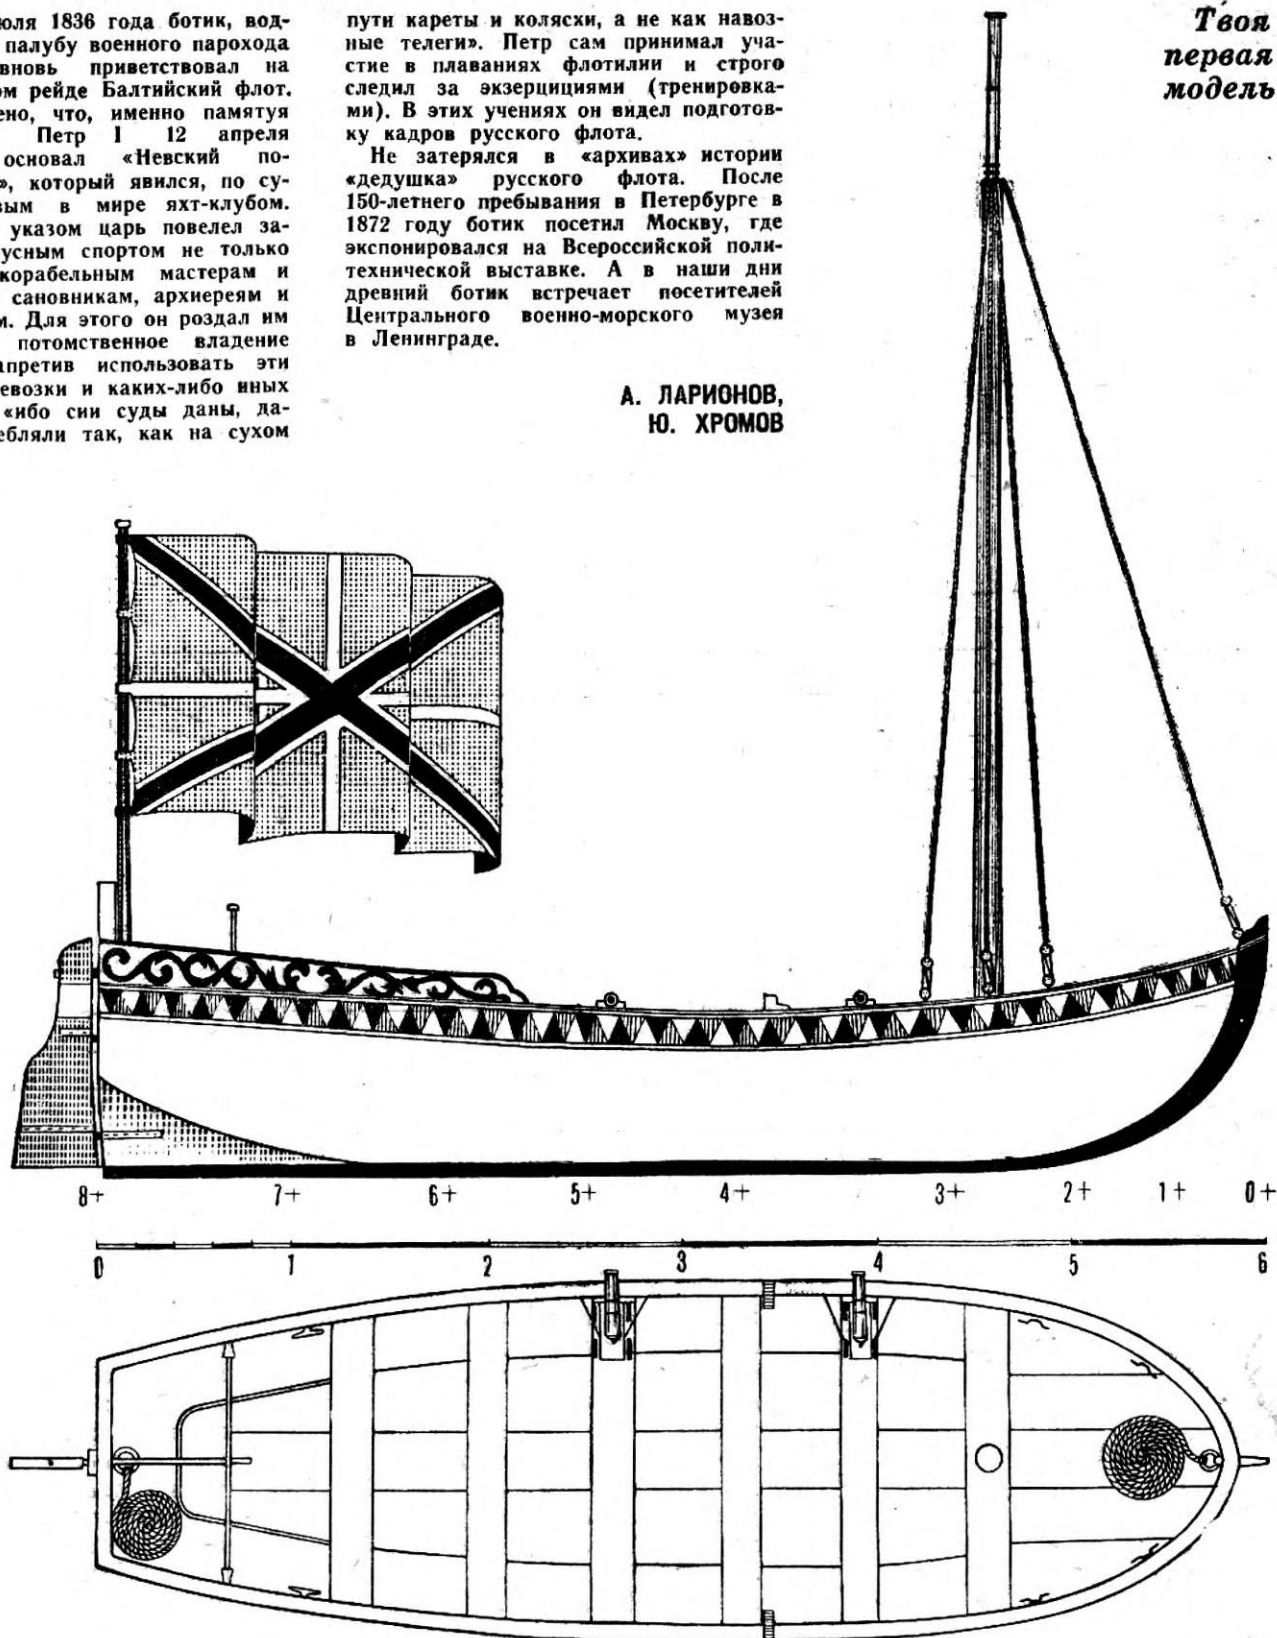 юля 1836 года ботик, вод-
палубу военного парохода
вновь приветствовал на
ом рейде Балтийский флот.
ено, что, именно памятуя
Петр I 12 апреля
основал «Невский по-
», который явился, по су-
вым в мире яхт-клубом.
указом царь повелел за-
усным спортом не только
корабельным мастерам и
сановникам, архиереям и
м. Для этого он роздал им
потомственное владение
апретив использовать эти
евозки и каких-либо иных
«ибо сии суды даны, да-
ебляли так, как на сухом
пути кареты и коляски, а не как навоз-
ные телеги». Петр сам принимал уча-
стие в плаваниях флотилии и строго
следил за экзерцициями (тренировка-
ми). В этих учениях он видел подготов-
ку кадров русского флота.
Не затерялся в «архивах» истории
«дедушка» русского флота. После
150-летнего пребывания в Петербурге в
1872 году ботик посетил Москву, где
экспонировался на Всероссийской поли-
технической выставке. А в наши дни
древний ботик встречает посетителей
Центрального военно-морского музея
в Ленинграде.
А. ЛАРИОНОВ,
Ю. ХРОМОВ
Твоя
первая
модель
8+ 7+ 6+ 5+ 4+ 3+ 2+ 1+ 0+
0 1 2 3 4 5 6